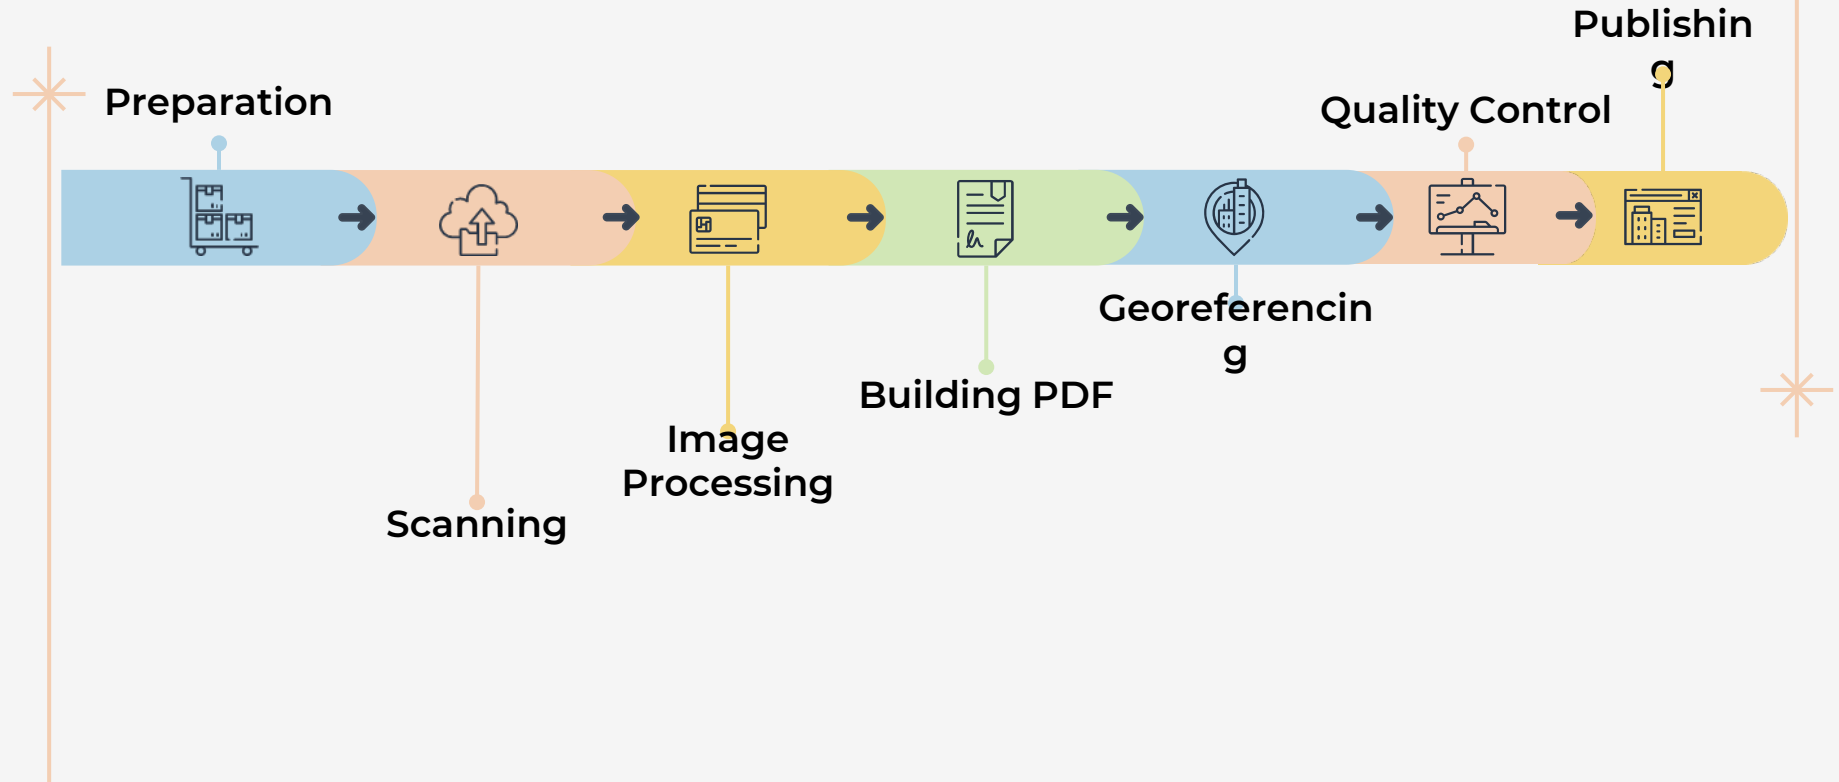 Preparation
Scanning
Image
Processing
Building PDF
Georeferencin
g
Quality Control
Publishin
g